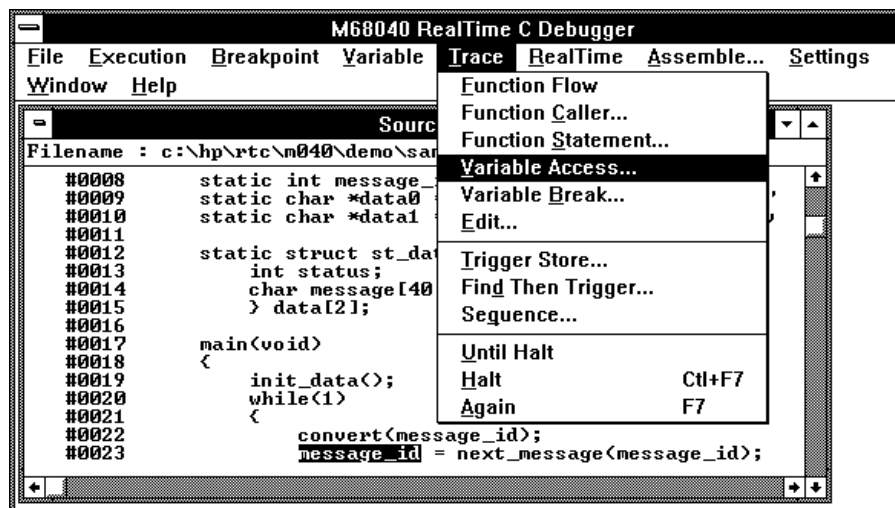 M68040 RealTime C Debugger
File Execution Breakpoint Variable Trace RealTime Assemble... Settings
Window Help
Function Flow
Function Caller...
Function Statement...
Variable Access...
Variable Break...
Edit...
Trigger Store...
Find Then Trigger...
Sequence...
Until Halt
Halt Ctl+F7
Again F7
Sourc
Filename : c:\hp\rtc\m040\demo\sa
#0008 static int message_
#0009 static char *data0
#0010 static char *data1
#0011
#0012 static struct st_da
#0013 int status;
#0014 char message[40
#0015 } data[2];
#0016
#0017 main(void)
#0018 {
#0019 init_data();
#0020 while(1)
#0021 {
#0022 convert(message_id);
#0023 message_id = next_message(message_id);